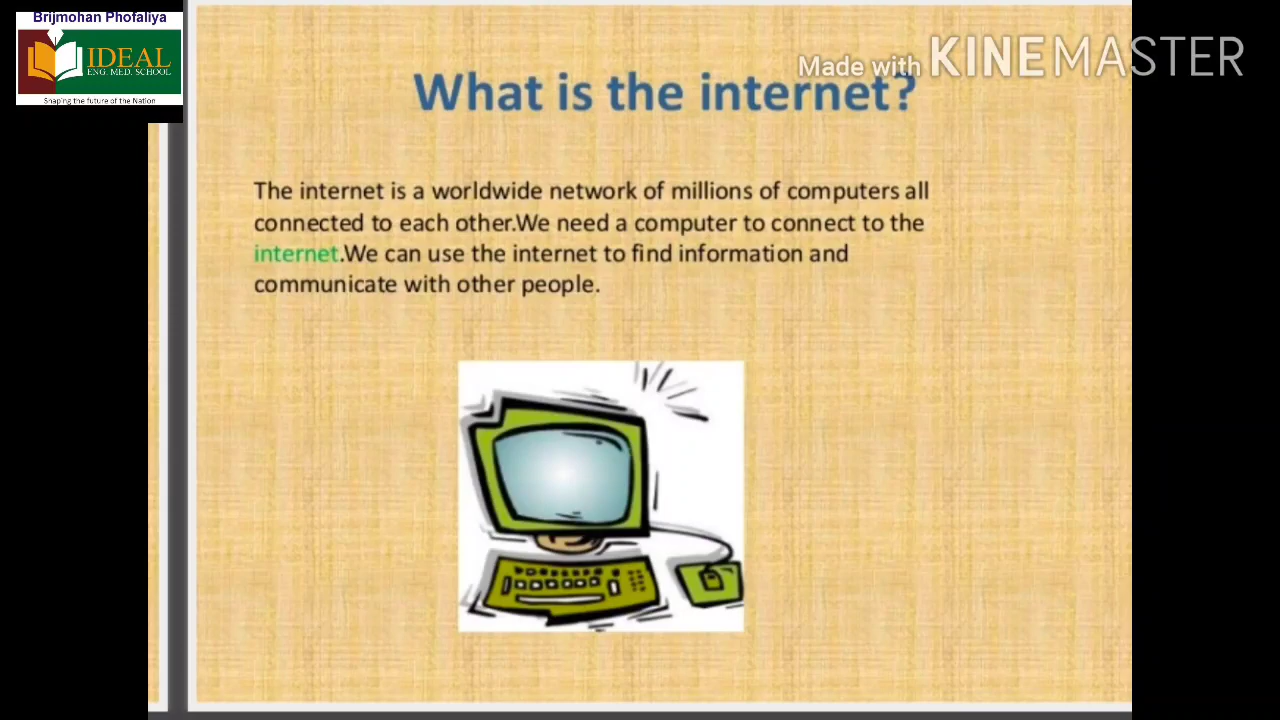 Brijmohan Phofaliya
IDEAL
ENG. MED. SCHOOL
Shaping the future of the Nation
Made with KINEMASTER
What is the internet?
The internet is a worldwide network of millions of computers all
connected to each other.We need a computer to connect to the
internet.We can use the internet to find information and
communicate with other people.